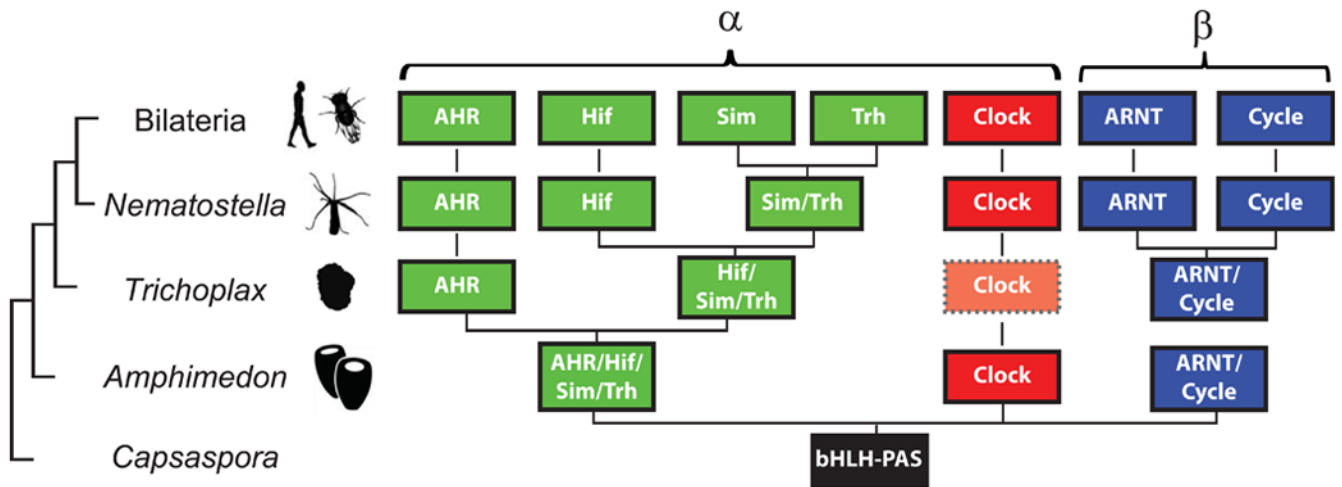 α β
Bilateria AHR Hif Sim Trh Clock ARNT Cycle
Nematostella AHR Hif Sim/Trh Clock ARNT Cycle
Trichoplax AHR Hif/ Clock ARNT/
Sim/Trh Cycle
Amphimedon AHR/Hif/ Clock ARNT/
Sim/Trh Cycle
Capsaspora bHLH-PAS